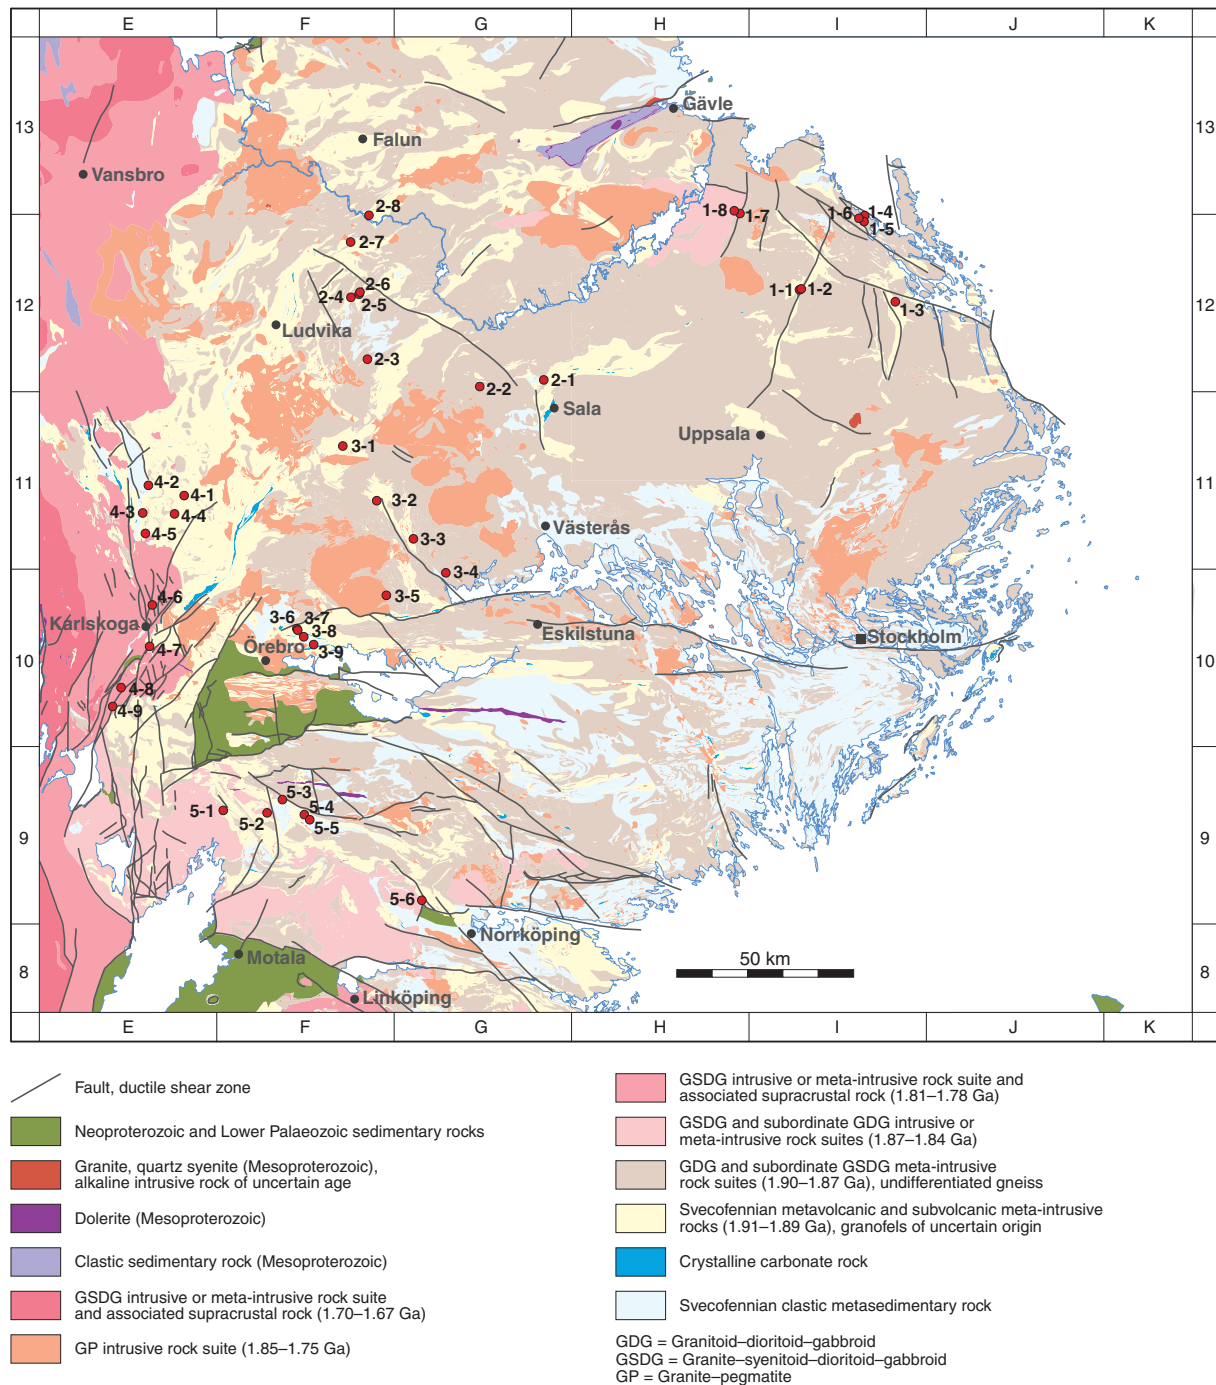 E F G H I J K
13 13
Gävle
Falun
Vansbro
2-8
1-8
1-7
1-6
1-4
1-5
2-7
2-6
2-4
2-5
1-1
1-2
1-3
12 12
Ludvika
2-3
2-2
2-1
Sala
Uppsala
3-1
4-2
4-1
11 11
3-2
4-3
4-4
4-5
Västerås
3-3
3-4
3-5
4-6
3-6
3-7
Karlskoga
3-8
Eskilstuna
Stockholm
4-7
Örebro
3-9
10 10
4-8
4-9
5-3
5-1
5-2
5-4
5-5
9 9
5-6
Norrköping
Motala
50 km
8 8
Linköping
E F G H I J K
Fault, ductile shear zone
Neoproterozoic and Lower Palaeozoic sedimentary rocks
Granite, quartz syenite (Mesoproterozoic),
alkaline intrusive rock of uncertain age
Dolerite (Mesoproterozoic)
Clastic sedimentary rock (Mesoproterozoic)
GSDG intrusive or meta-intrusive rock suite
and associated supracrustal rock (1.70–1.67 Ga)
GP intrusive rock suite (1.85–1.75 Ga)
GSDG intrusive or meta-intrusive rock suite and
associated supracrustal rock (1.81–1.78 Ga)
GSDG and subordinate GDG intrusive or
meta-intrusive rock suites (1.87–1.84 Ga)
GDG and subordinate GSDG meta-intrusive
rock suites (1.90–1.87 Ga), undifferentiated gneiss
Svecofennian metavolcanic and subvolcanic meta-intrusive
rocks (1.91–1.89 Ga), granofels of uncertain origin
Crystalline carbonate rock
Svecofennian clastic metasedimentary rock
GDG = Granitoid–dioritoid–gabbroid
GSDG = Granite–syenitoid–dioritoid–gabbroid
GP = Granite–pegmatite